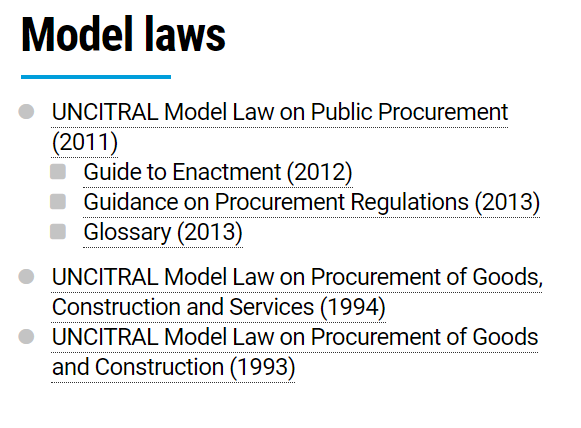 Model laws
UNCITRAL Model Law on Public Procurement
(2011)
Guide to Enactment (2012)
Guidance on Procurement Regulations (2013)
Glossary (2013)
UNCITRAL Model Law on Procurement of Goods,
Construction and Services (1994)
UNCITRAL Model Law on Procurement of Goods
and Construction (1993)